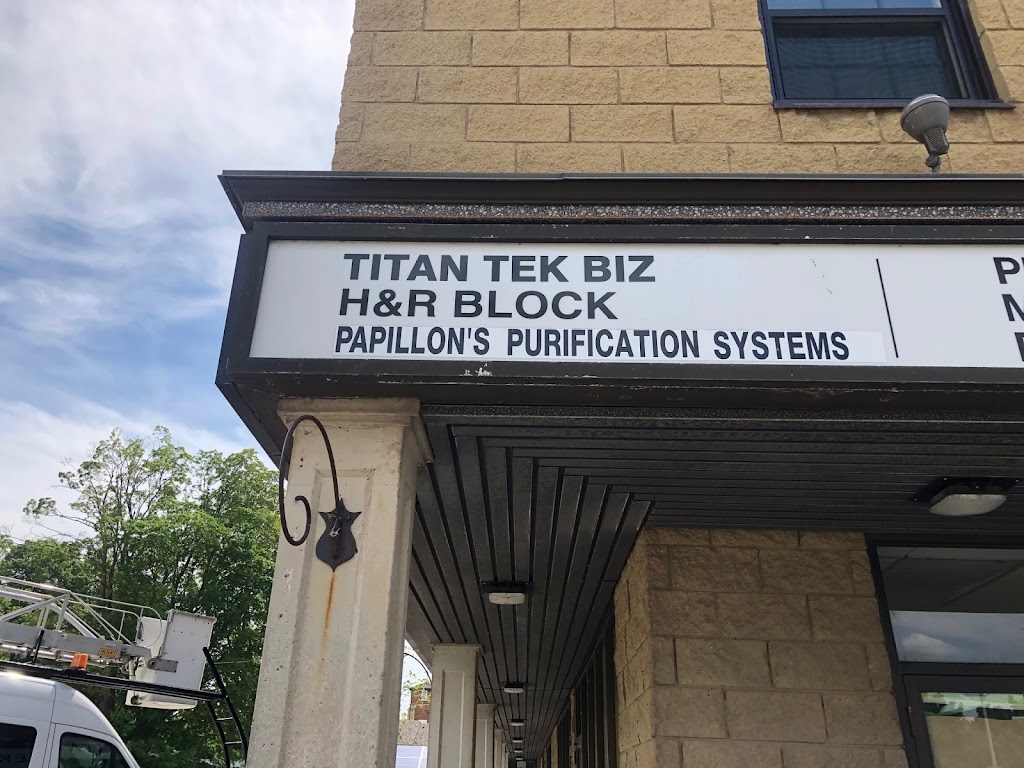 TITAN TEK BIZ
H&R BLOCK
PAPILLON'S PURIFICATION SYSTEMS